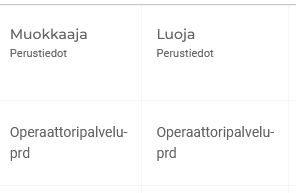 Muokkaaja Luoja
Perustiedot Perustiedot
Operaattoripalvelu- Operaattoripalvelu-
prd prd